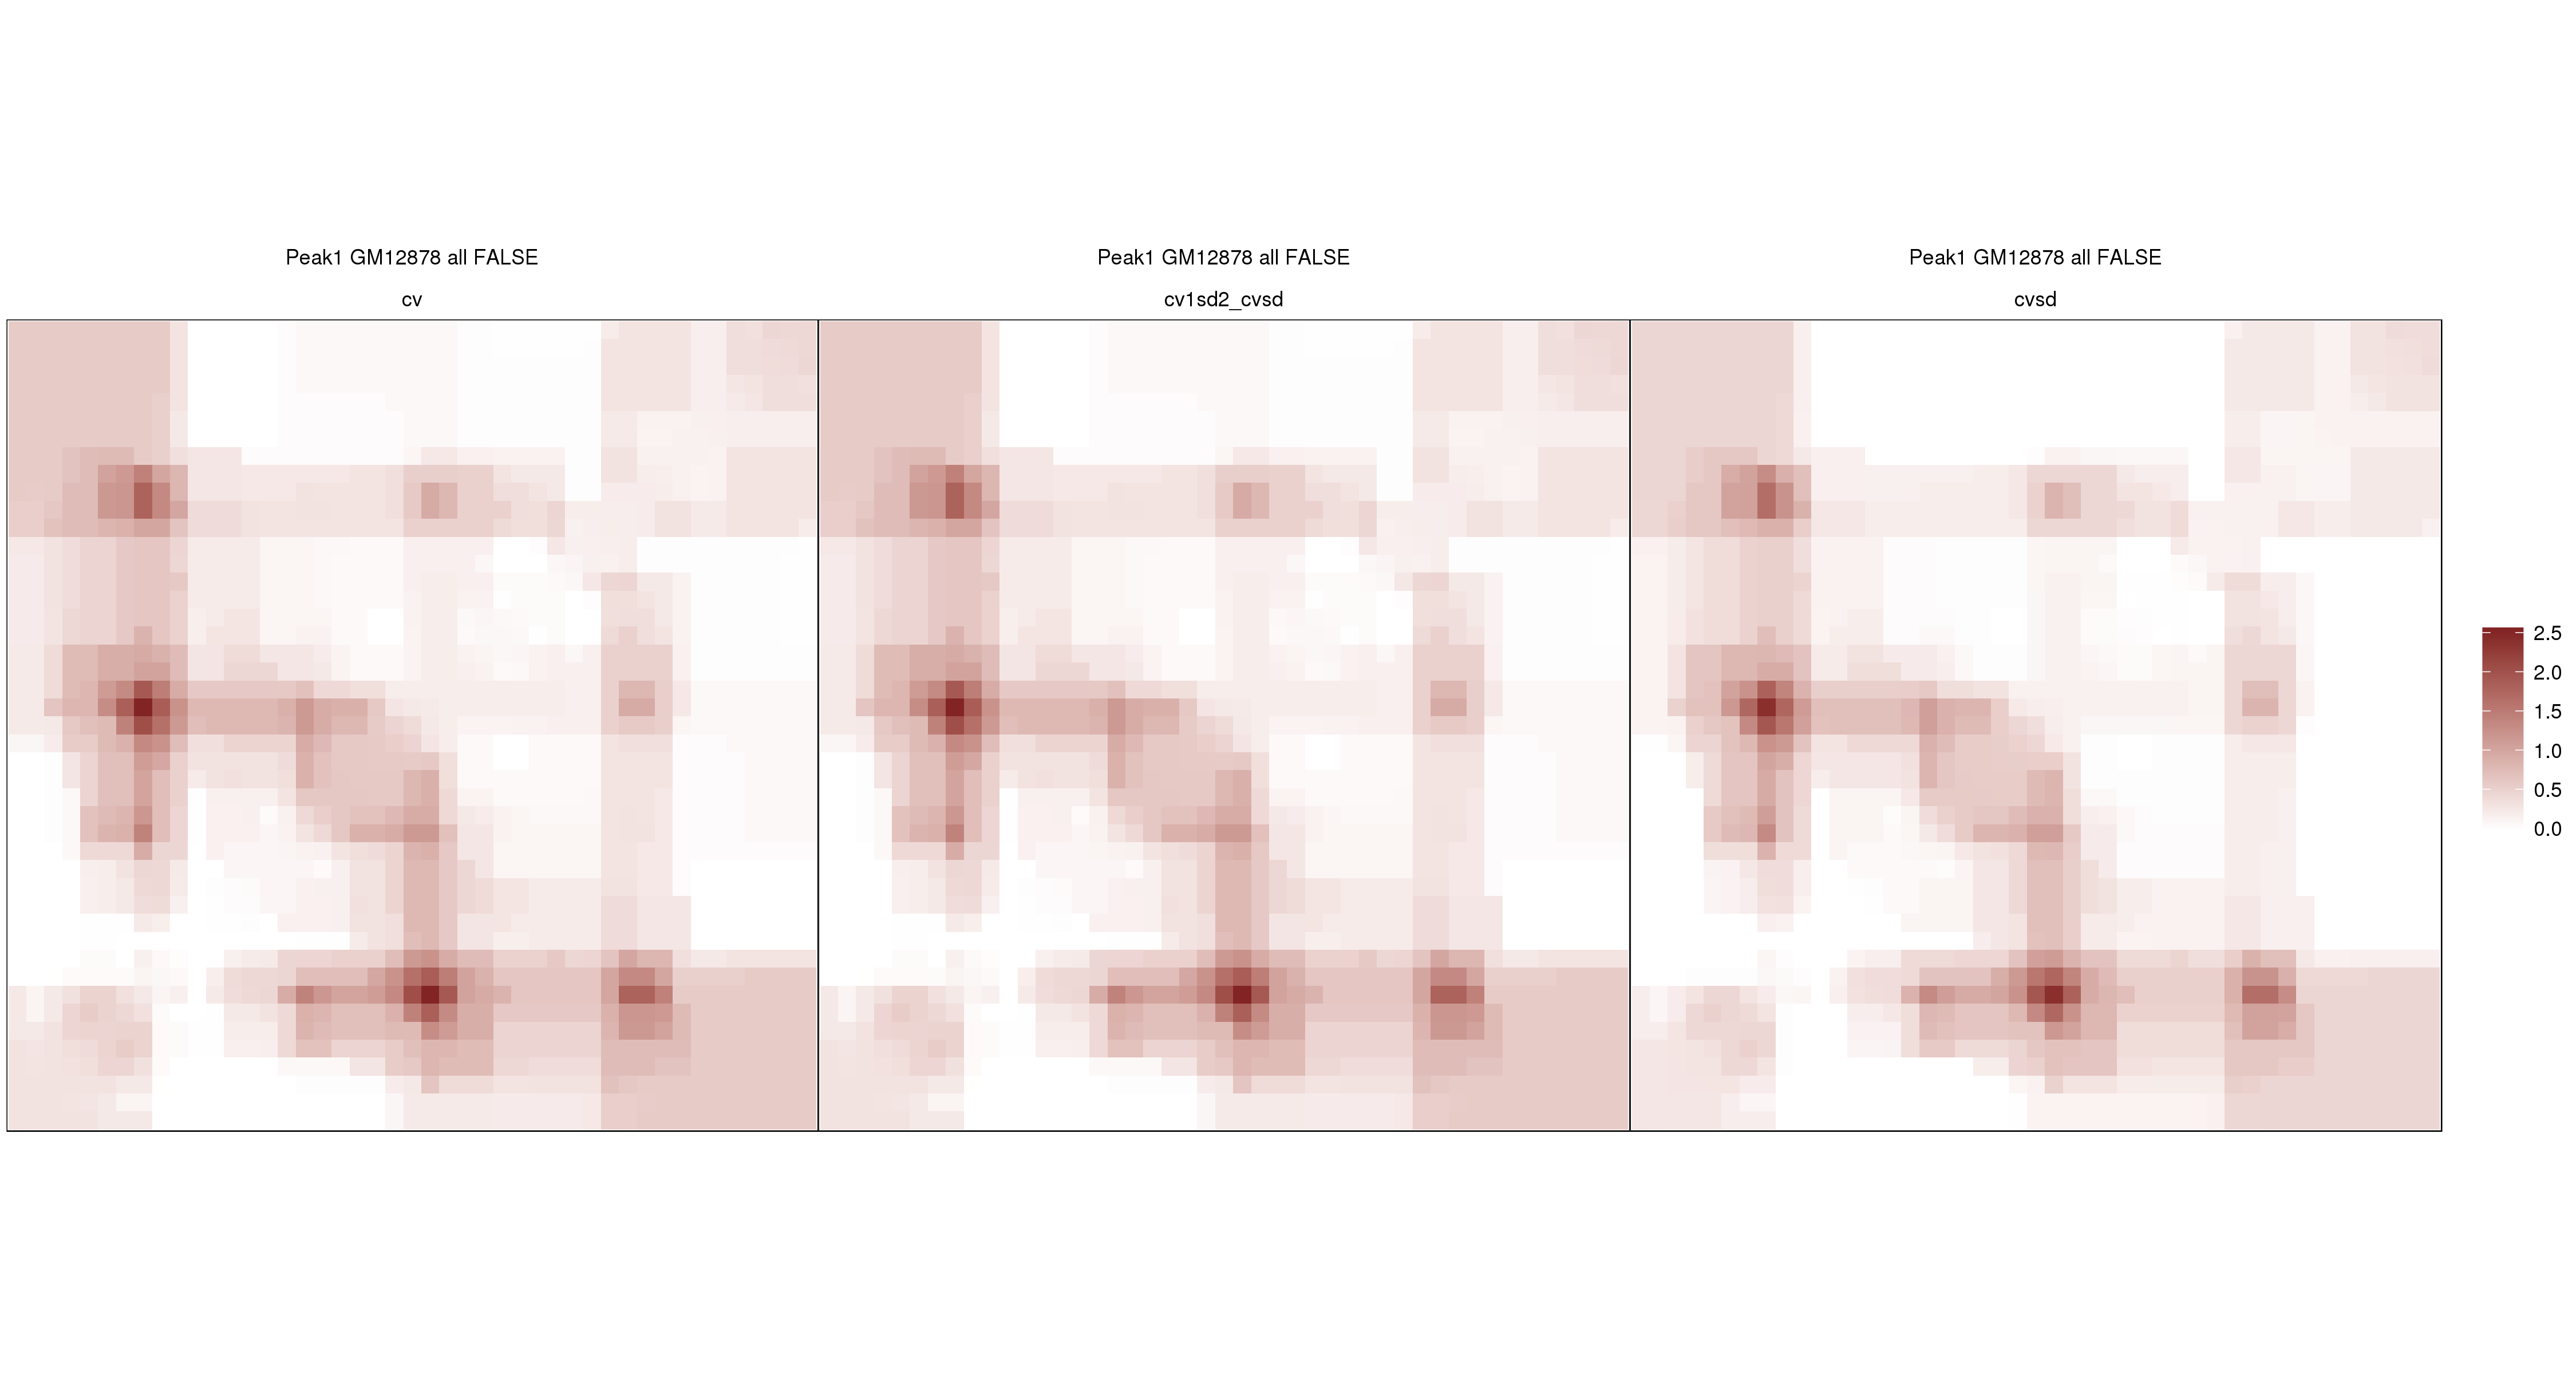 Peak1 GM12878 all FALSE
cv
Peak1 GM12878 all FALSE
cv1sd2_cvsd
Peak1 GM12878 all FALSE
cvsd
2.5
2.0
1.5
1.0
0.5
0.0